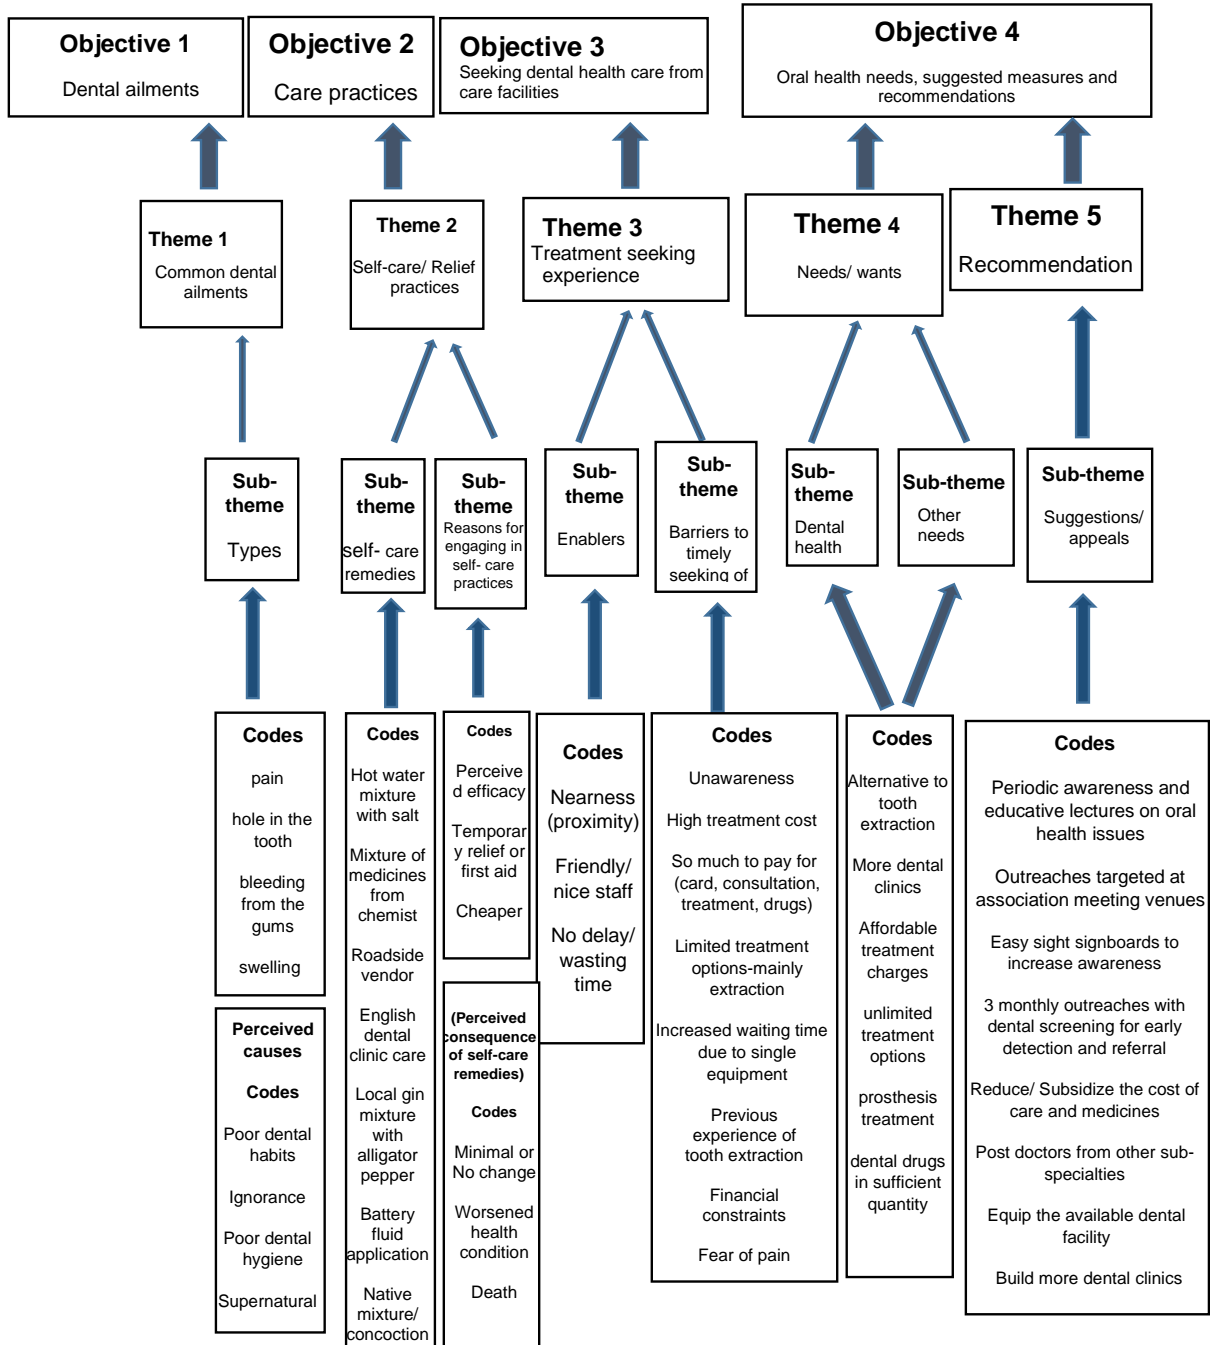 Objective 1
Dental ailments
Objective 2
Care practices
Objective 3
Seeking dental health care from
care facilities
Objective 4
Oral health needs, suggested measures and
recommendations
Theme 1
Common dental
ailments
Theme 2
Self-care/ Relief
practices
Theme 3
Treatment seeking
experience
Theme 4
Needs/ wants
Theme 5
Recommendation
Sub-
theme
Types
Sub-
theme
self- care
remedies
Sub-
theme
Reasons for
engaging in
self- care
practices
Sub-
theme
Enablers
Sub-
theme
Barriers to
timely
seeking of
Sub-
theme
Dental
health
Sub-theme
Other
needs
Sub-theme
Suggestions/
appeals
Codes
pain
hole in the
tooth
bleeding
from the
gums
swelling
Perceived
causes
Codes
Poor dental
habits
Ignorance
Poor dental
hygiene
Supernatural
Codes
Hot water
mixture
with salt
Mixture of
medicines
from
chemist
Roadside
vendor
English
dental
clinic care
Local gin
mixture
with
alligator
pepper
Battery
fluid
application
Native
mixture/
concoction
Codes
Perceive
d efficacy
Temporar
y relief or
first aid
Cheaper
(Perceived
consequence
of self-care
remedies)
Codes
Minimal or
No change
Worsened
health
condition
Death
Codes
Nearness
(proximity)
Friendly/
nice staff
No delay/
wasting
time
Codes
Unawareness
High treatment cost
So much to pay for
(card, consultation,
treatment, drugs)
Limited treatment
options-mainly
extraction
Increased waiting time
due to single
equipment
Previous
experience of
tooth extraction
Financial
constraints
Fear of pain
Codes
Alternative to
tooth
extraction
More dental
clinics
Affordable
treatment
charges
unlimited
treatment
options
prosthesis
treatment
dental drugs
in sufficient
quantity
Codes
Periodic awareness and
educative lectures on oral
health issues
Outreaches targeted at
association meeting venues
Easy sight signboards to
increase awareness
3 monthly outreaches with
dental screening for early
detection and referral
Reduce/ Subsidize the cost of
care and medicines
Post doctors from other sub-
specialties
Equip the available dental
facility
Build more dental clinics